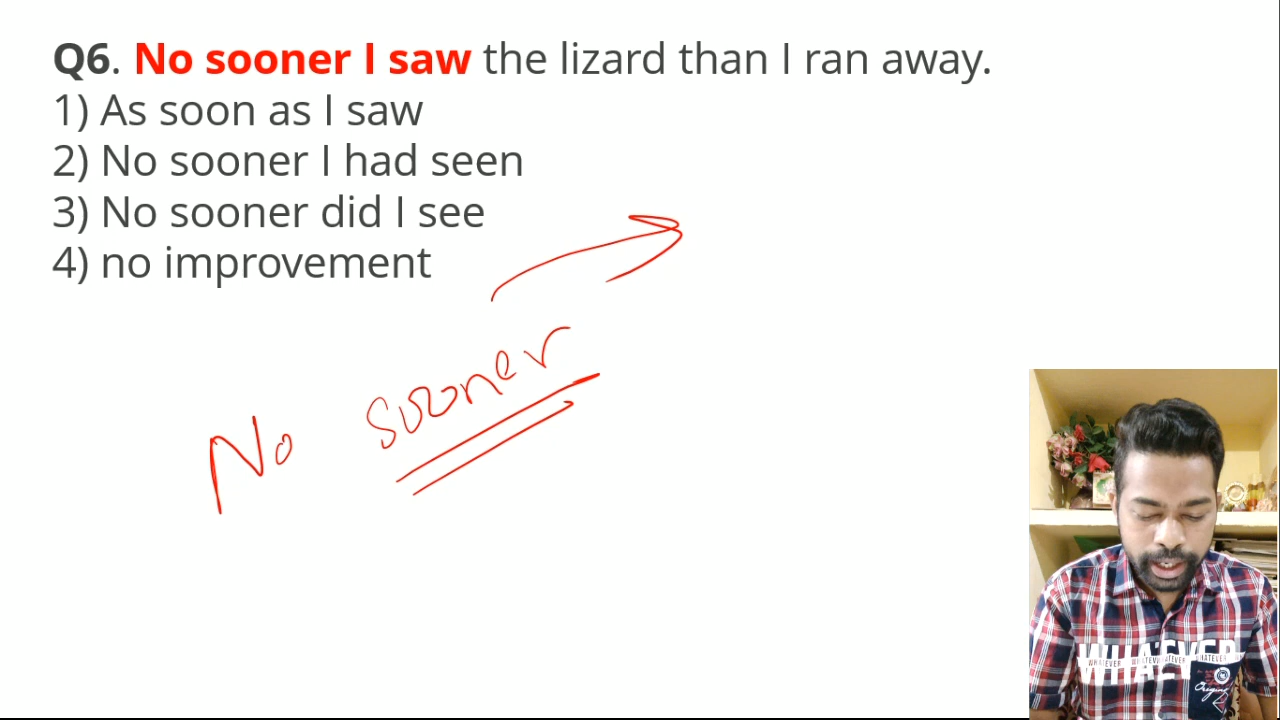 Q6. No sooner I saw the lizard than I ran away.
1) As soon as I saw
2) No sooner I had seen
3) No sooner did I see
4) no improvement
No sooner
WHATEVER